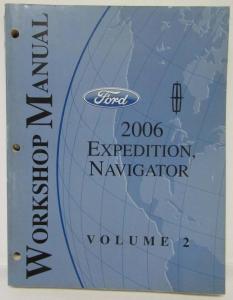 WORKSHOP MANUAL
Ford
2006
EXPEDITION,
NAVIGATOR
VOLUME 2